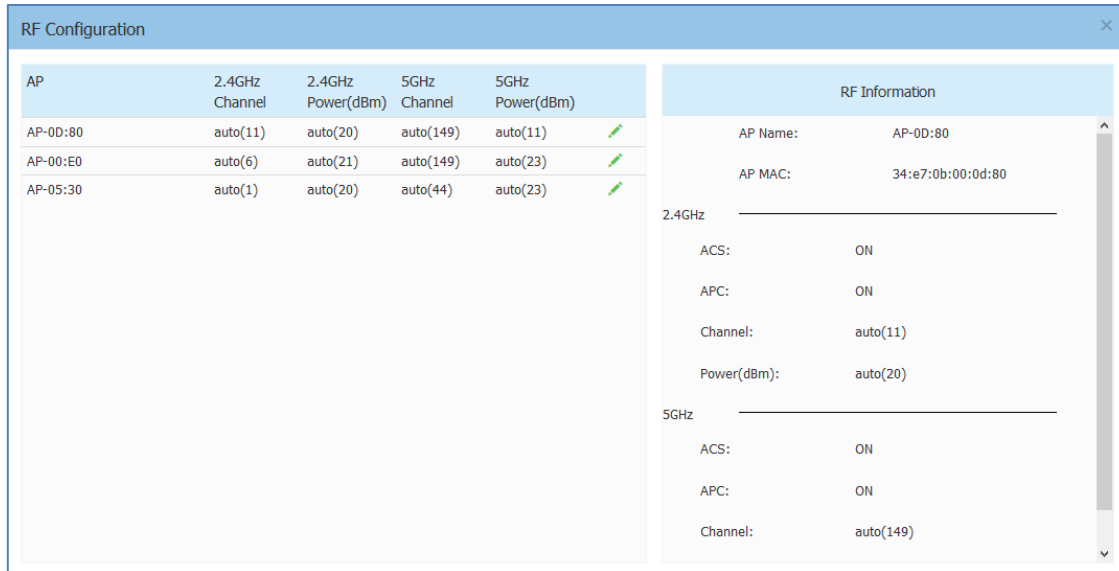 RF Configuration
AP 2.4GHz Channel 2.4GHz Power(dBm) 5GHz Channel 5GHz Power(dBm)
AP-0D:80 auto(11) auto(20) auto(149) auto(11)
AP-00:E0 auto(6) auto(21) auto(149) auto(23)
AP-05:30 auto(1) auto(20) auto(44) auto(23)
RF Information
AP Name: AP-0D:80
AP MAC: 34:e7:0b:00:0d:80
2.4GHz
ACS: ON
APC: ON
Channel: auto(11)
Power(dBm): auto(20)
5GHz
ACS: ON
APC: ON
Channel: auto(149)